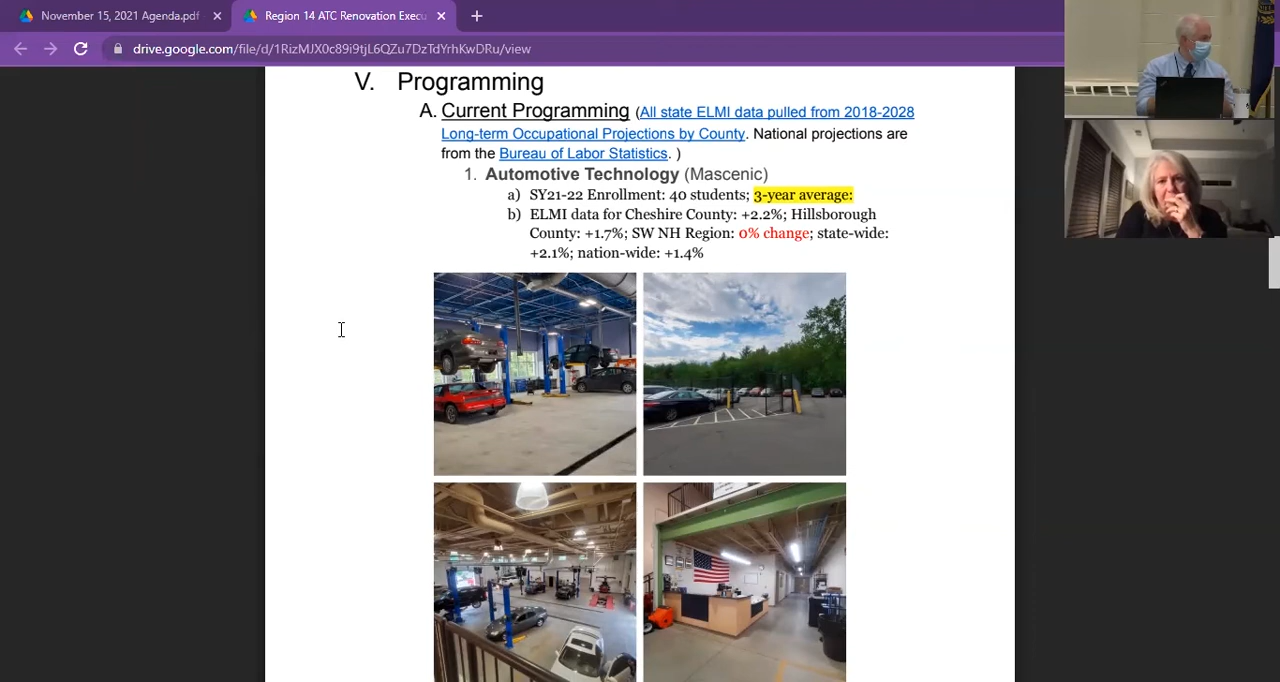 November 15, 2021 Agenda.pdf
Region 14 ATC Renovation Execu
drive.google.com/file/d/1RizMJX0c89i9tjL6QZu7DzTdYrhKwDRu/view
V. Programming
A. Current Programming (All state ELMI data pulled from 2018-2028
Long-term Occupational Projections by County. National projections are
from the Bureau of Labor Statistics. )
1. Automotive Technology (Mascenic)
a) SY21-22 Enrollment: 40 students; 3-year average:
b) ELMI data for Cheshire County: +2.2%; Hillsborough
County: +1.7%; SW NH Region: 0% change; state-wide:
+2.1%; nation-wide: +1.4%